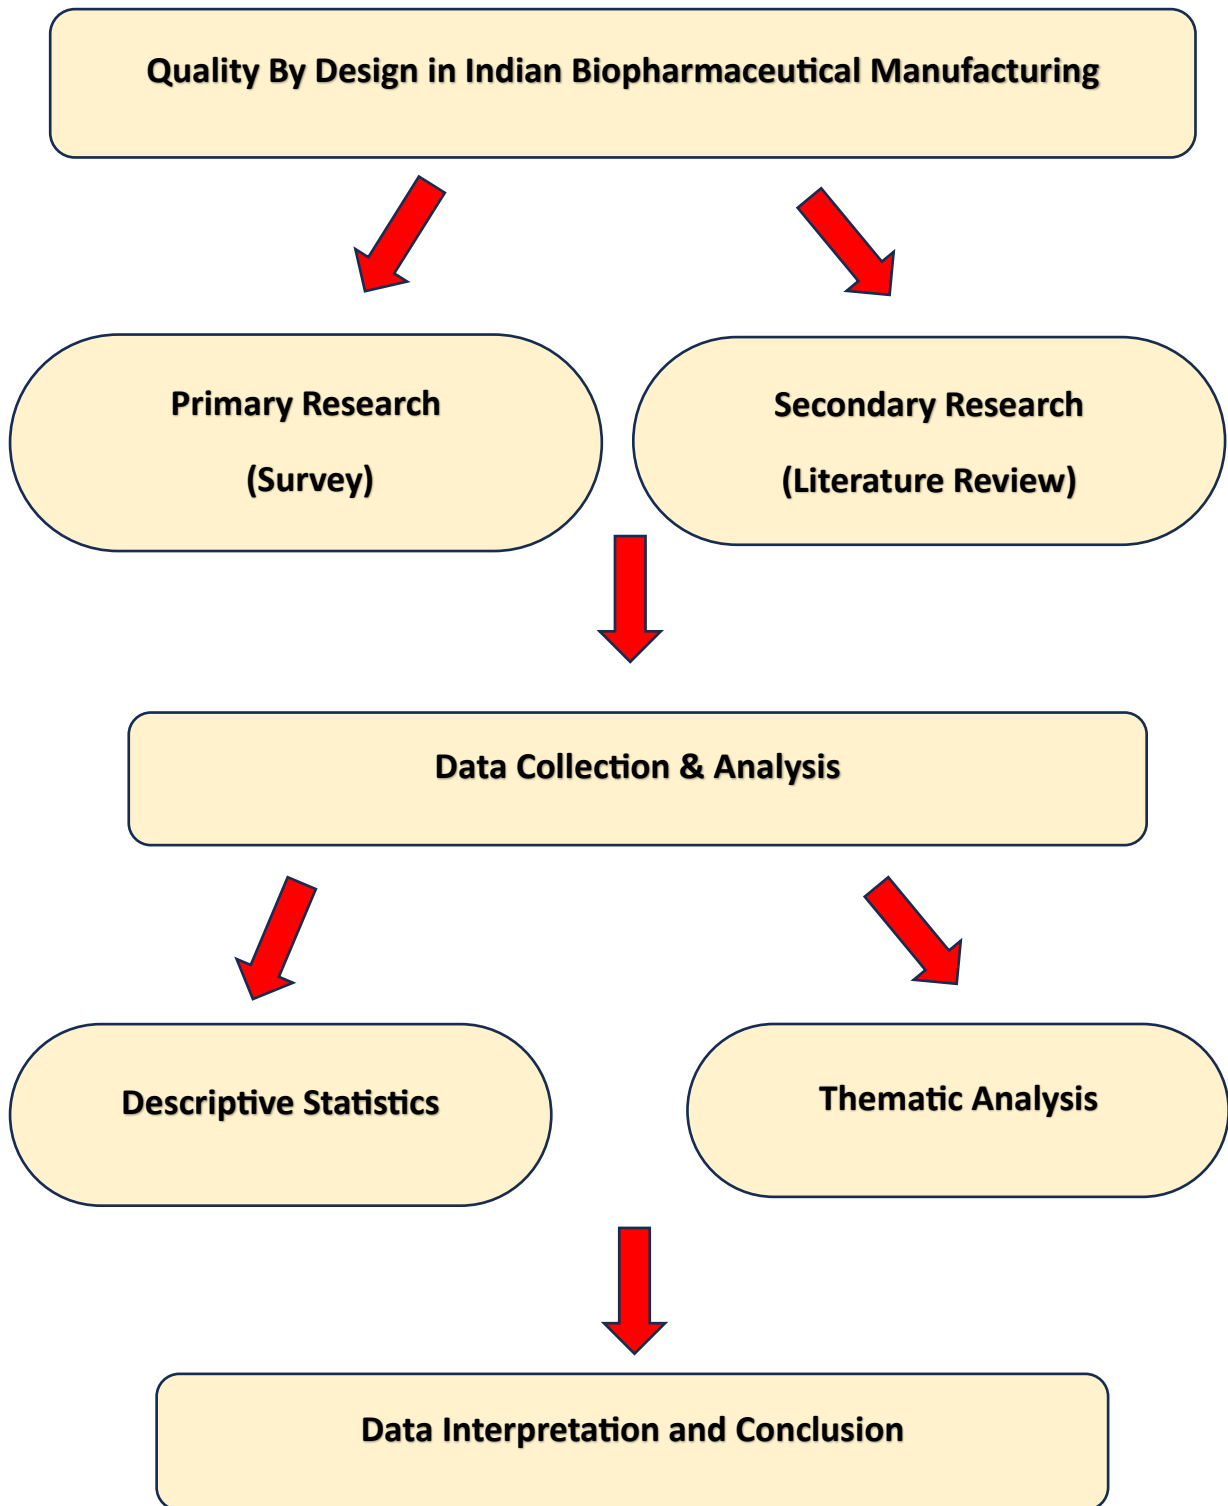 Quality By Design in Indian Biopharmaceutical Manufacturing
Primary Research
(Survey)
Secondary Research
(Literature Review)
Data Collection & Analysis
Descriptive Statistics
Thematic Analysis
Data Interpretation and Conclusion